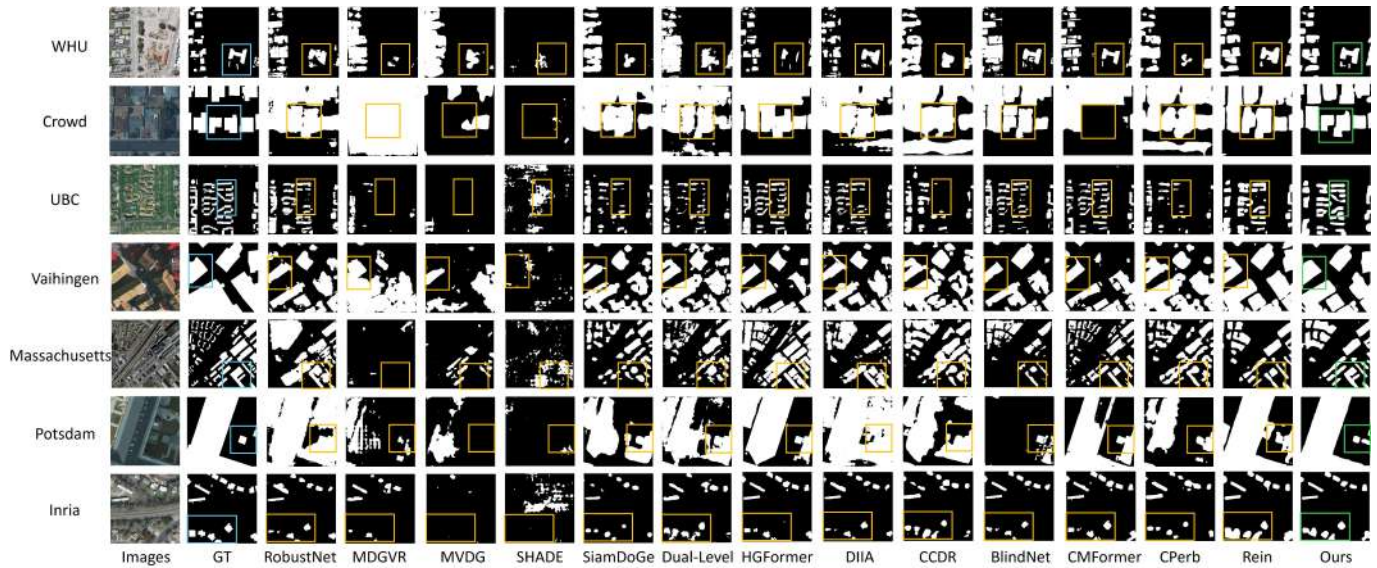 WHU
Crowd
UBC
Vaihingen
Massachusetts
Potsdam
Inria
Images GT RobustNet MDGVR MVDG SHADE SiamDoGe Dual-Level HGFormer DIIA CCDR BlindNet CMFormer CPerb Rein Ours